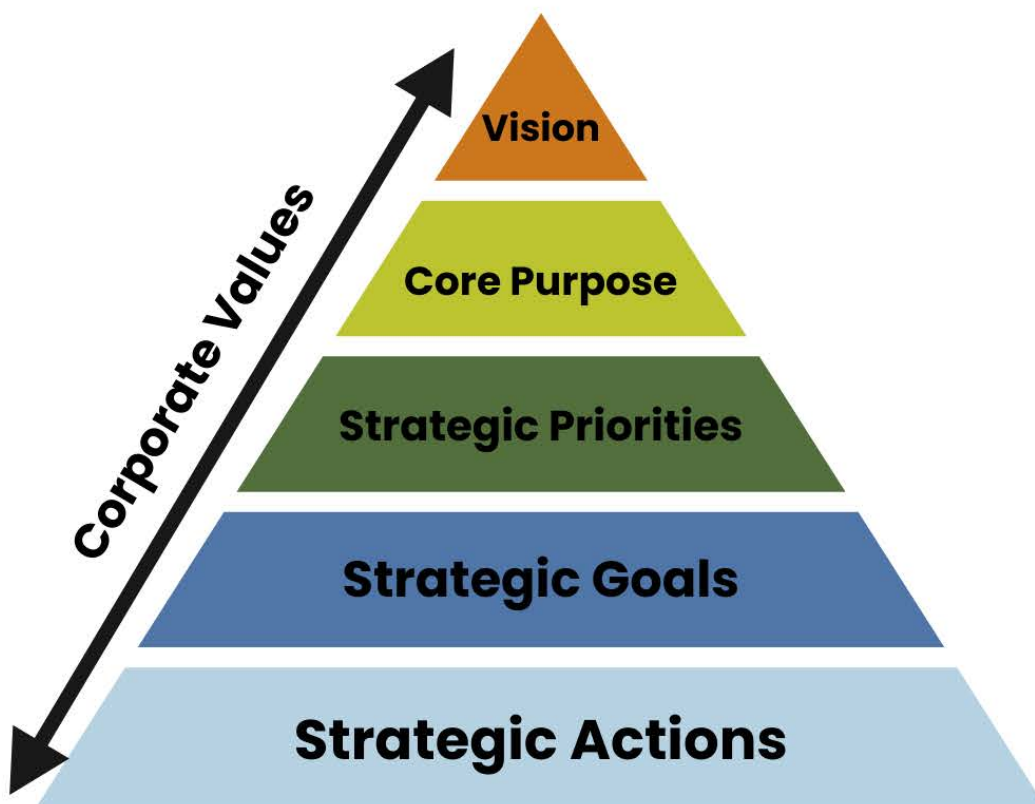 Vision
Corporate Values
Core Purpose
Strategic Priorities
Strategic Goals
Strategic Actions